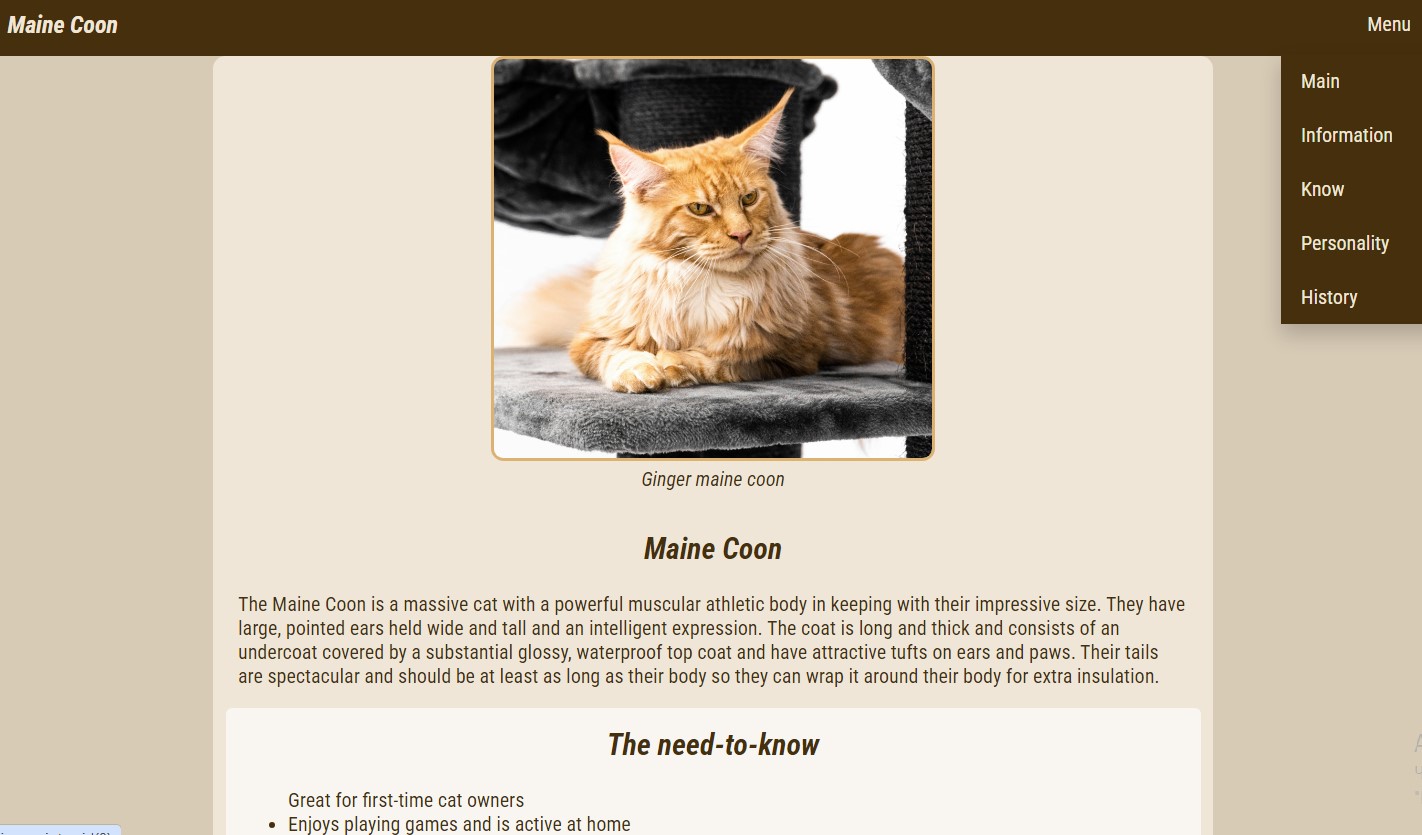 Maine Coon
Menu
Main
Information
Know
Personality
History
Ginger maine coon
Maine Coon
The Maine Coon is a massive cat with a powerful muscular athletic body in keeping with their impressive size. They have
large, pointed ears held wide and tall and an intelligent expression. The coat is long and thick and consists of an
undercoat covered by a substantial glossy, waterproof top coat and have attractive tufts on ears and paws. Their tails
are spectacular and should be at least as long as their body so they can wrap it around their body for extra insulation.
The need-to-know
Great for first-time cat owners
• Enjoys playing games and is active at home